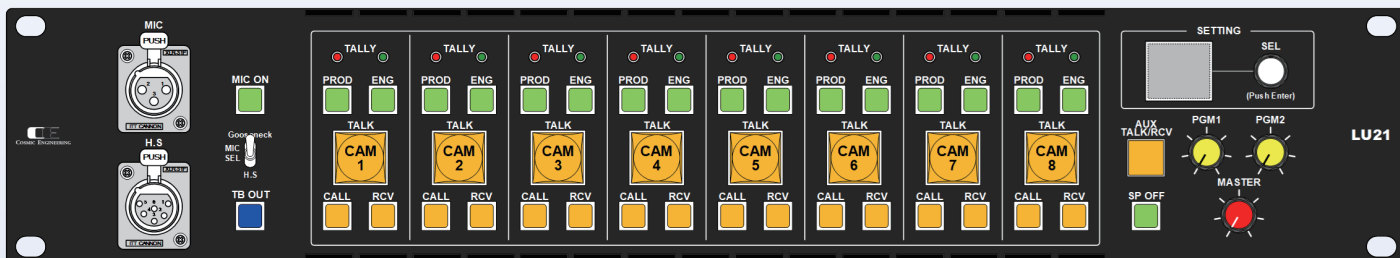 MIC
PUSH
ITT CANNON
H.S
PUSH
ITT CANNON
COSMIC ENGINEERING
MIC ON
Gooseneck
MIC
SEL
H.S
TB OUT
TALLY
PROD ENG
TALK
CAM
1
CALL RCV
TALLY
PROD ENG
TALK
CAM
2
CALL RCV
TALLY
PROD ENG
TALK
CAM
3
CALL RCV
TALLY
PROD ENG
TALK
CAM
4
CALL RCV
TALLY
PROD ENG
TALK
CAM
5
CALL RCV
TALLY
PROD ENG
TALK
CAM
6
CALL RCV
TALLY
PROD ENG
TALK
CAM
7
CALL RCV
TALLY
PROD ENG
TALK
CAM
8
CALL RCV
SETTING
SEL
(Push Enter)
AUX
TALK/RCV
PGM1
PGM2
MASTER
SP OFF
LU21